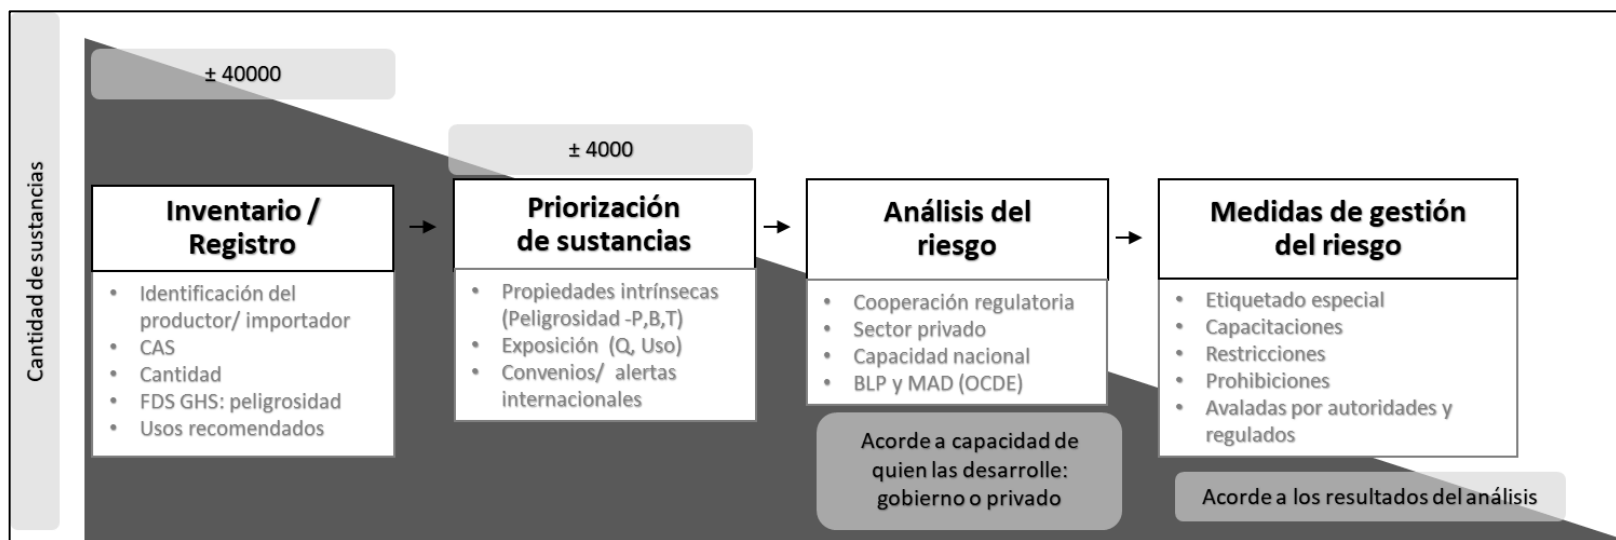 Cantidad de sustancias
± 40000
Inventario /
Registro
• Identificación del
productor/ importador
• CAS
• Cantidad
• FDS GHS: peligrosidad
• Usos recomendados
± 4000
Priorización
de sustancias
• Propiedades intrínsecas
(Peligrosidad -P,B,T)
• Exposición (Q, Uso)
• Convenios/ alertas
internacionales
Análisis del
riesgo
• Cooperación regulatoria
• Sector privado
• Capacidad nacional
• BLP y MAD (OCDE)
Acorde a capacidad de
quien las desarrolle:
gobierno o privado
Medidas de gestión
del riesgo
• Etiquetado especial
• Capacitaciones
• Restricciones
• Prohibiciones
• Avaladas por autoridades y
regulados
Acorde a los resultados del análisis